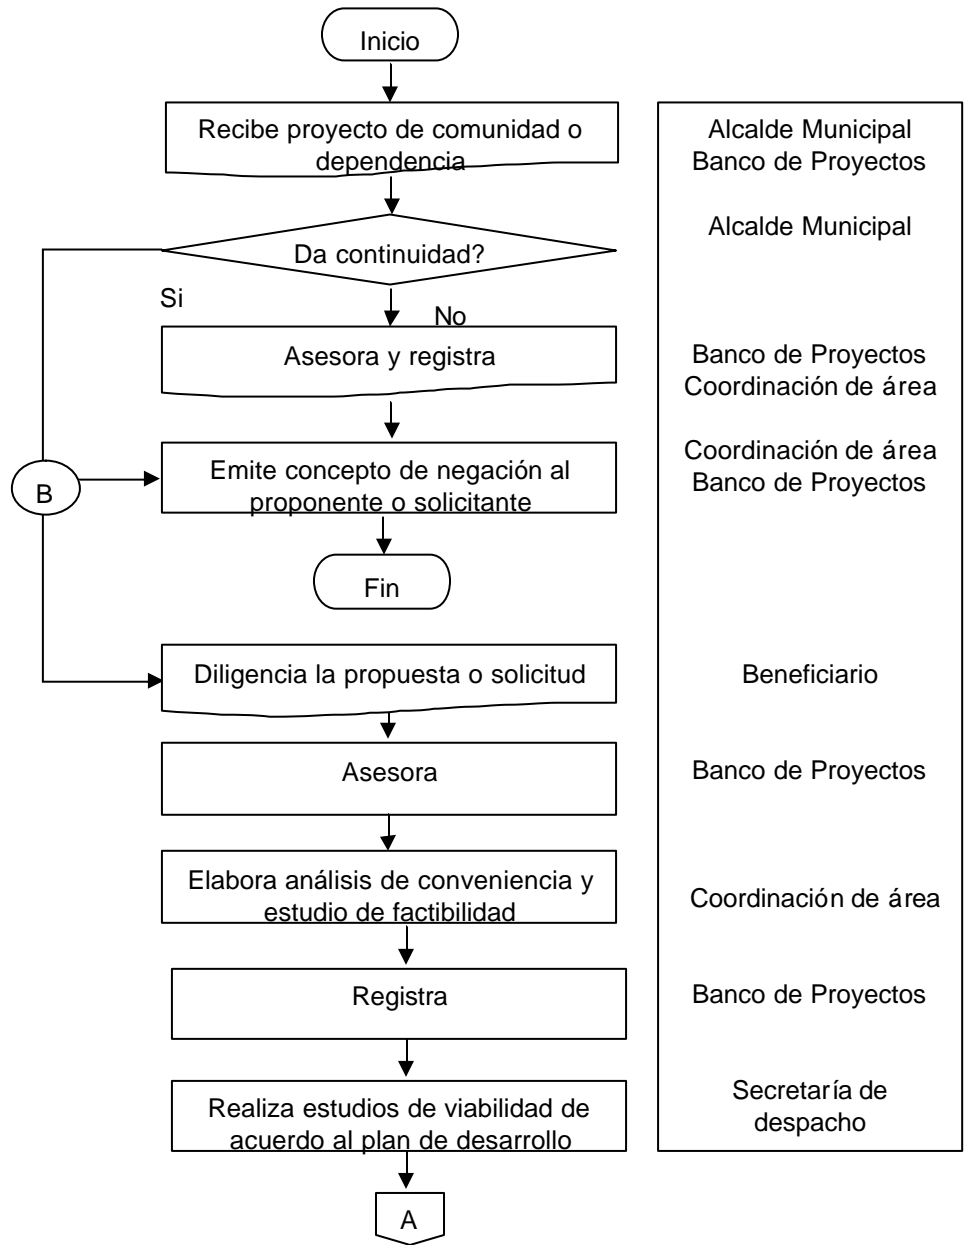 Inicio
Recibe proyecto de comunidad o
dependencia
Alcalde Municipal
Banco de Proyectos
Da continuidad?
Alcalde Municipal
Si
No
Asesora y registra
Banco de Proyectos
Coordinación de área
B
Emite concepto de negación al
proponente o solicitante
Coordinación de área
Banco de Proyectos
Fin
Diligencia la propuesta o solicitud
Beneficiario
Asesora
Banco de Proyectos
Elabora análisis de conveniencia y
estudio de factibilidad
Coordinación de área
Registra
Banco de Proyectos
Realiza estudios de viabilidad de
acuerdo al plan de desarrollo
Secretaría de
despacho
A